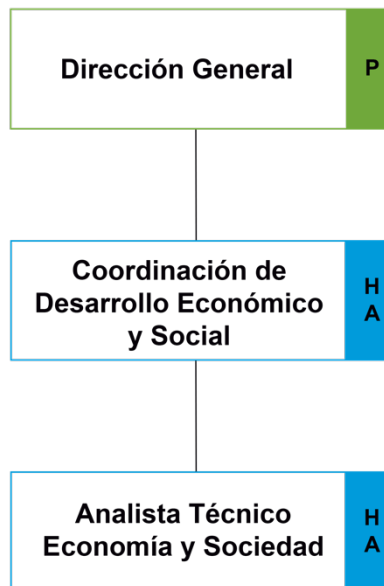 Dirección General
P
Coordinación de
Desarrollo Económico
y Social
H
A
Analista Técnico
Economía y Sociedad
H
A